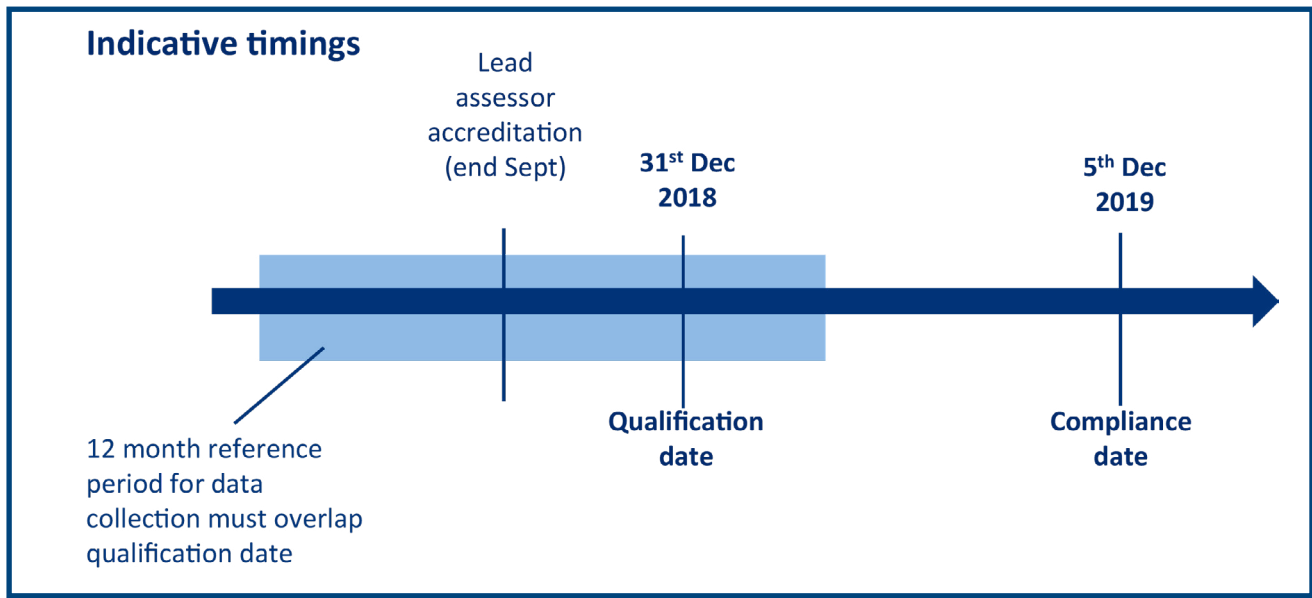 Indicative timings
Lead
assessor
accreditation
(end Sept)
31st Dec
2018
5th Dec
2019
Qualification
date
Compliance
date
12 month reference
period for data
collection must overlap
qualification date